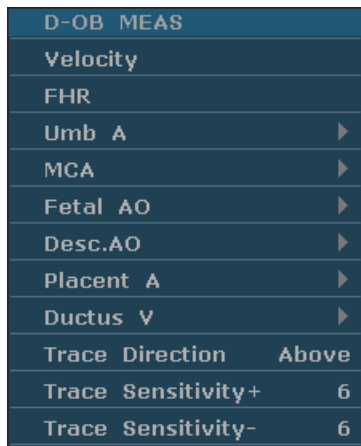 D-OB MEAS
Velocity
FHR
Umb A
MCA
Fetal AO
Desc.AO
Placent A
Ductus V
Trace Direction Above
Trace Sensitivity+ 6
Trace Sensitivity- 6